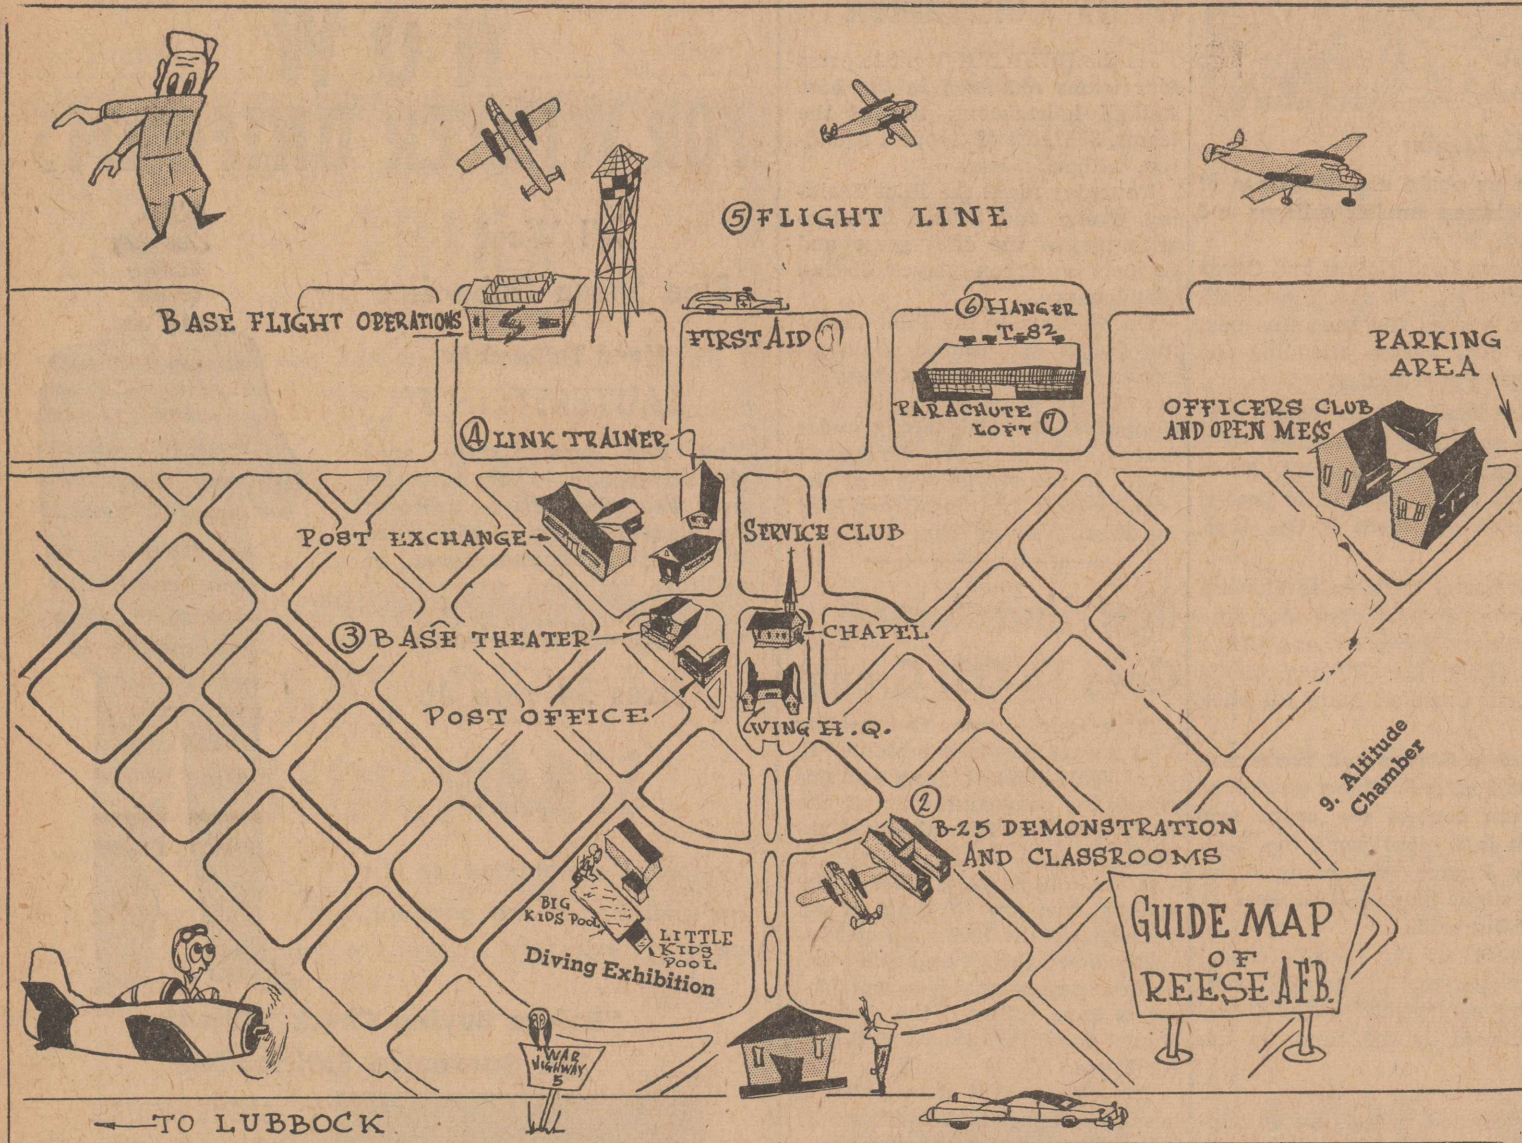 ⑤ FLIGHT LINE
BASE FLIGHT OPERATIONS
FIRST AID
⑥ HANGER
T-82
PARACHUTE
LOFT ⑦
PARKING
AREA
OFFICERS CLUB
AND OPEN MESS
④ LINK TRAINER
POST EXCHANGE
SERVICE CLUB
③ BASE THEATER
CHAPEL
POST OFFICE
WING H.Q.
9. Altitude
Chamber
②
B-25 DEMONSTRATION
AND CLASSROOMS
BIG
KIDS POOL
LITTLE
KIDS
POOL
Diving Exhibition
GUIDE MAP
OF
REESE AFB.
WAR
HIGHWAY
5
TO LUBBOCK